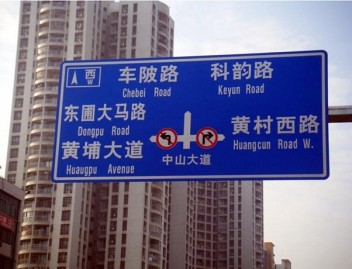 西
W
车陂路 科韵路
Chebei Road Keyun Road
东圃大马路
Dongpu Road
黄村西路
Huangcun Road W.
黄埔大道
Huaugpu Avenue
中山大道